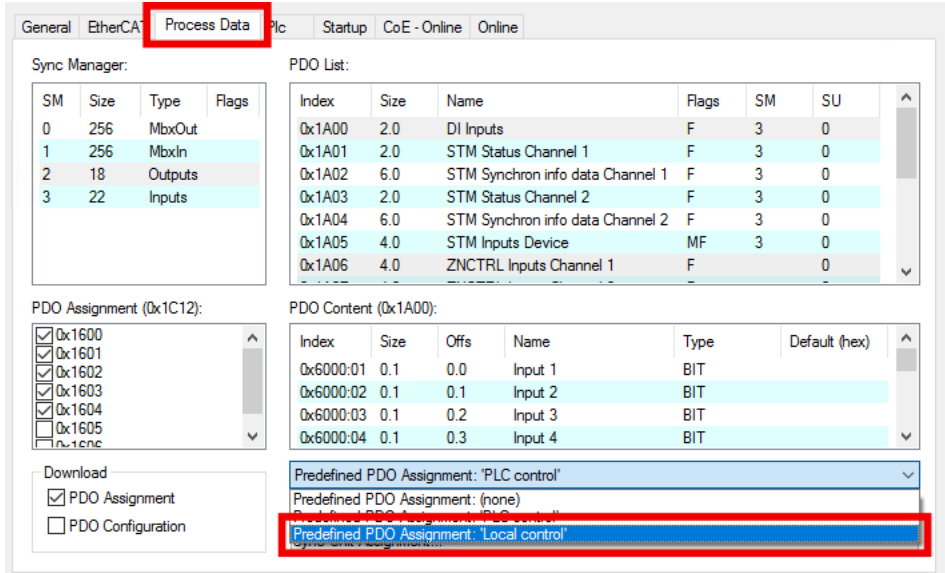 General EtherCAT Process Data Plc Startup CoE - Online Online
Sync Manager:
SM Size Type Flags
0 256 MbxOut
1 256 MbxIn
2 18 Outputs
3 22 Inputs
PDO List:
Index Size Name Flags SM SU
0x1A00 2.0 DI Inputs F 3 0
0x1A01 2.0 STM Status Channel 1 F 3 0
0x1A02 6.0 STM Synchron info data Channel 1 F 3 0
0x1A03 2.0 STM Status Channel 2 F 3 0
0x1A04 6.0 STM Synchron info data Channel 2 F 3 0
0x1A05 4.0 STM Inputs Device MF 3 0
0x1A06 4.0 ZNCTRL Inputs Channel 1 F 0
PDO Assignment (0x1C12):
0x1600
0x1601
0x1602
0x1603
0x1604
0x1605
0x1606
PDO Content (0x1A00):
Index Size Offs Name Type Default (hex)
0x6000:01 0.1 0.0 Input 1 BIT
0x6000:02 0.1 0.1 Input 2 BIT
0x6000:03 0.1 0.2 Input 3 BIT
0x6000:04 0.1 0.3 Input 4 BIT
Download
PDO Assignment
PDO Configuration
Predefined PDO Assignment: 'PLC control'
Predefined PDO Assignment: (none)
Predefined PDO Assignment: 'PLC control'
Predefined PDO Assignment: 'Local control'
Sync Unit Assignment...